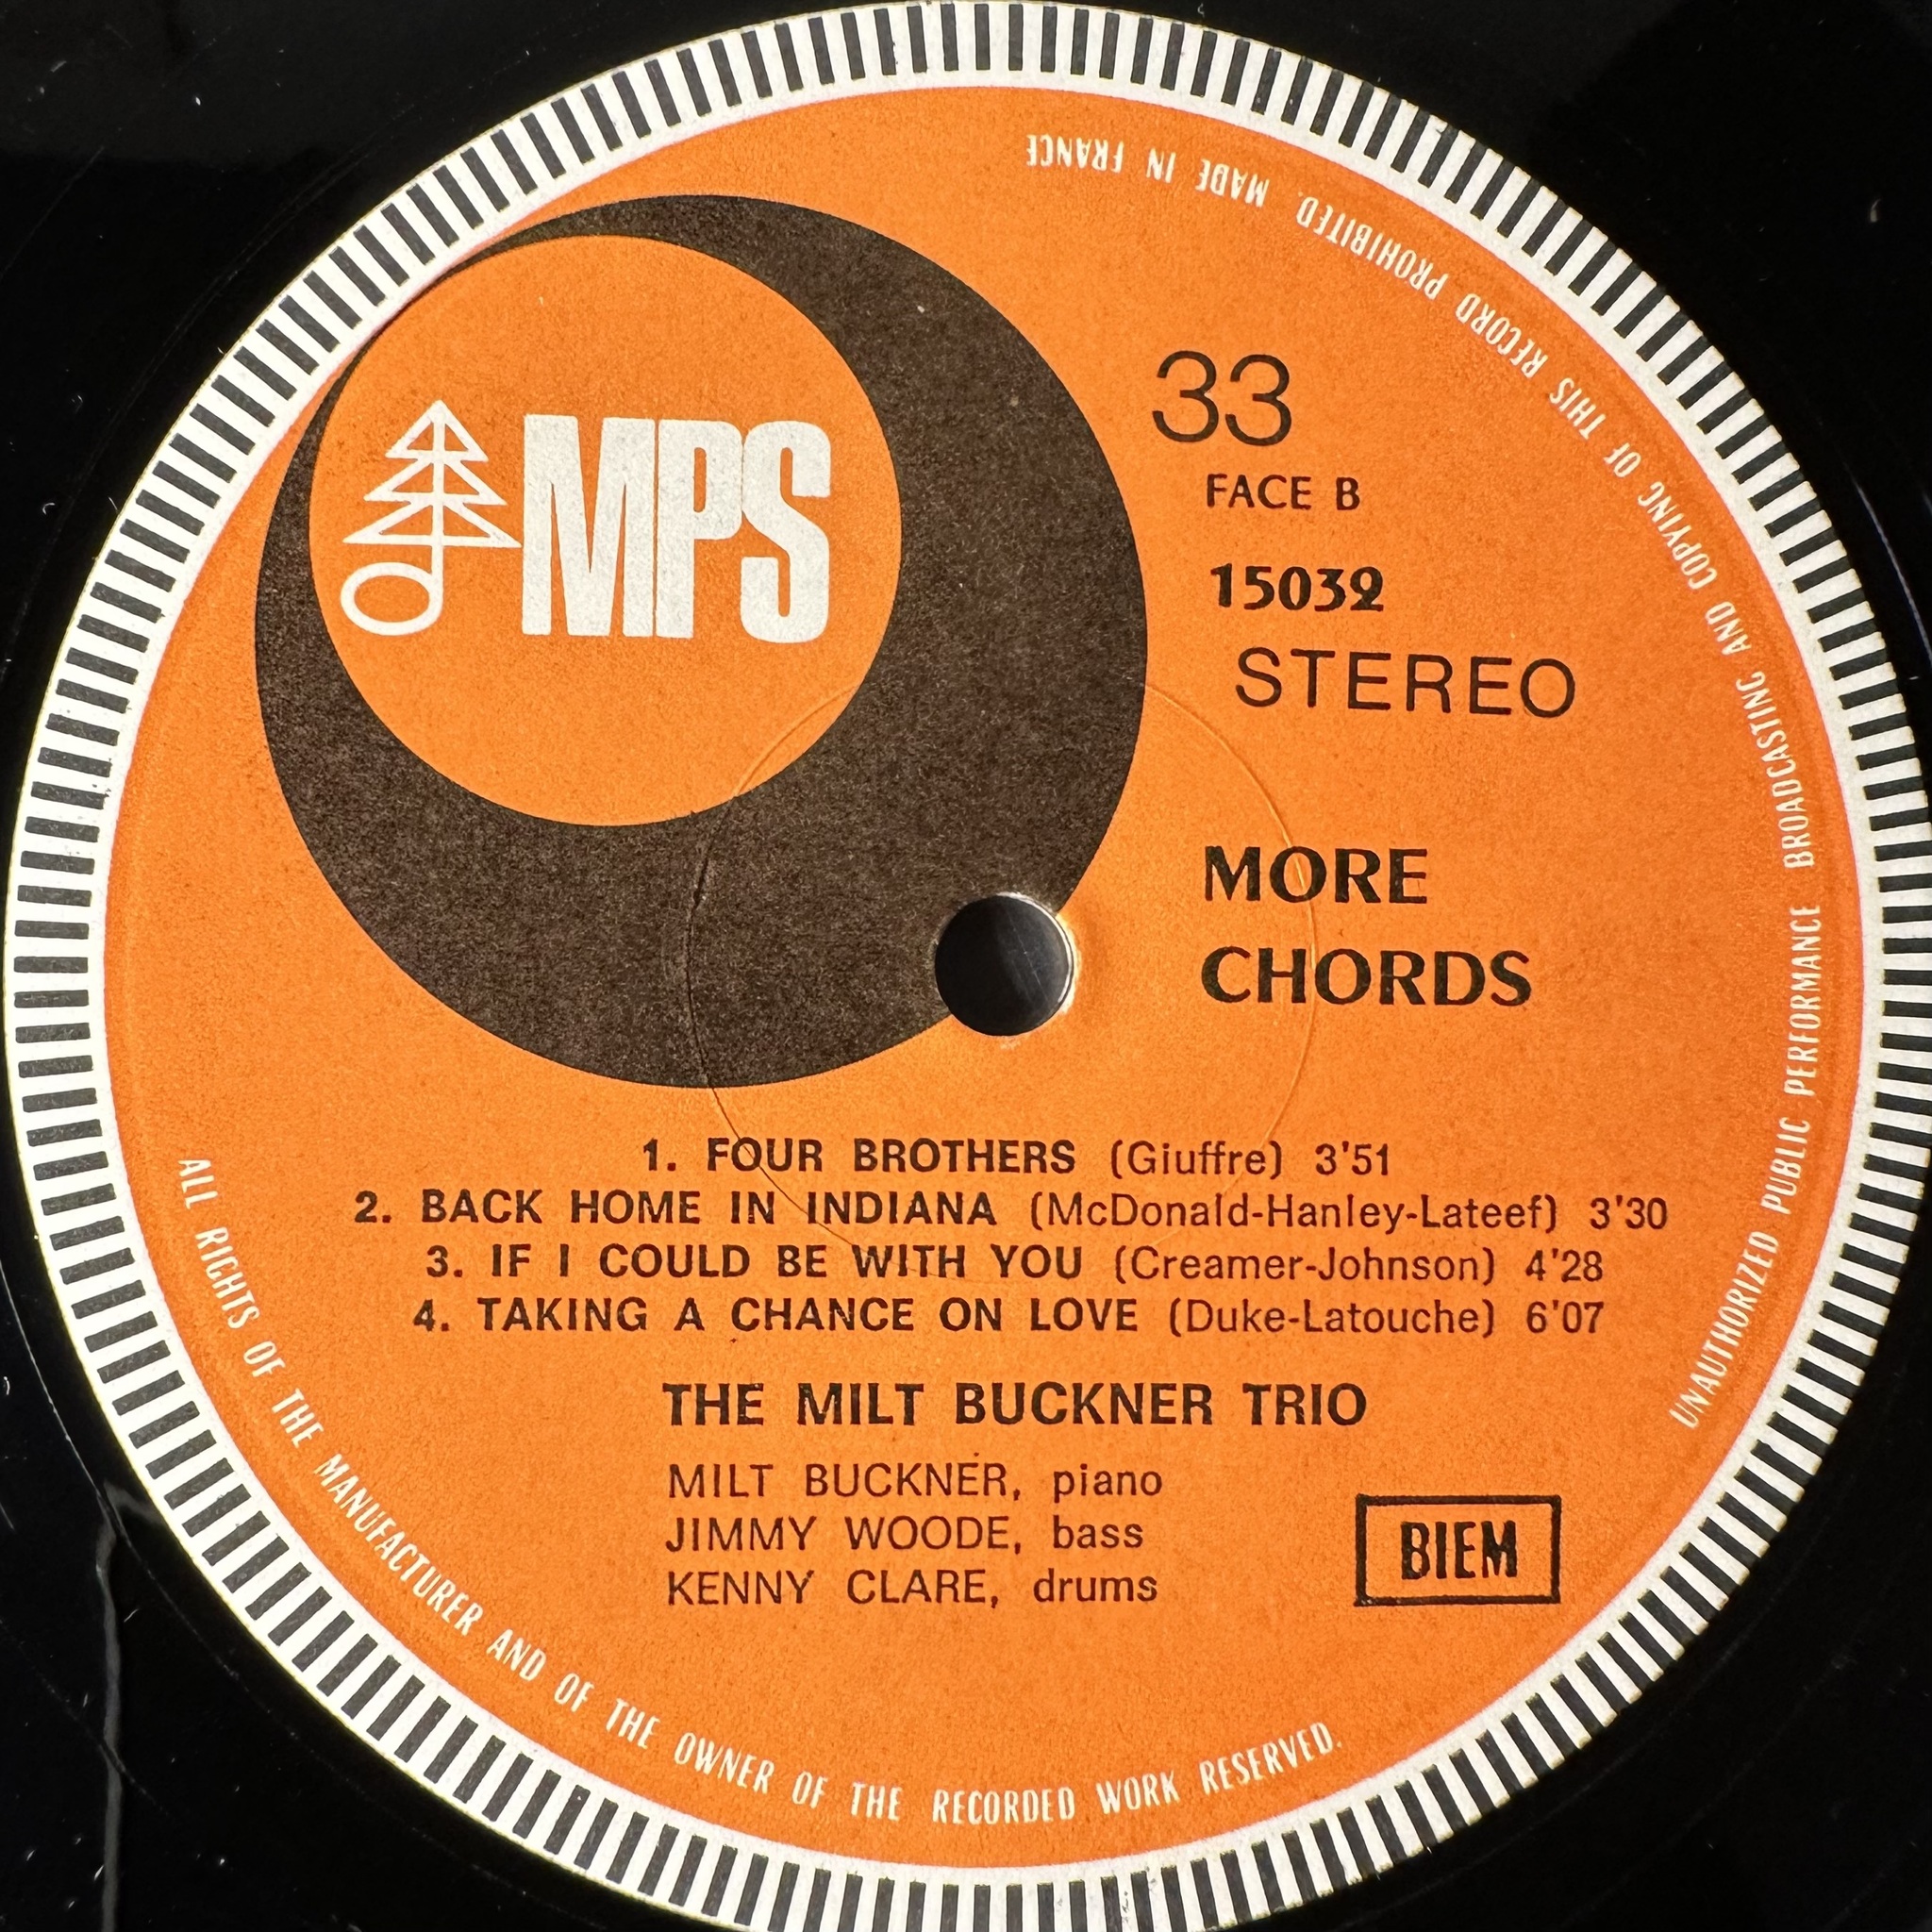 MPS
33
FACE B
15032
STEREO
MORE
CHORDS
1. FOUR BROTHERS (Giuffre) 3'51
2. BACK HOME IN INDIANA (McDonald-Hanley-Lateef) 3'30
3. IF I COULD BE WITH YOU (Creamer-Johnson) 4'28
4. TAKING A CHANCE ON LOVE (Duke-Latouche) 6'07
THE MILT BUCKNER TRIO
MILT BUCKNER, piano
JIMMY WOODE, bass
KENNY CLARE, drums
BIEM
ALL RIGHTS OF THE MANUFACTURER AND OF THE OWNER OF THE RECORDED WORK RESERVED.
UNAUTHORIZED PUBLIC PERFORMANCE BROADCASTING AND COPYING OF THIS RECORD PROHIBITED. MADE IN FRANCE